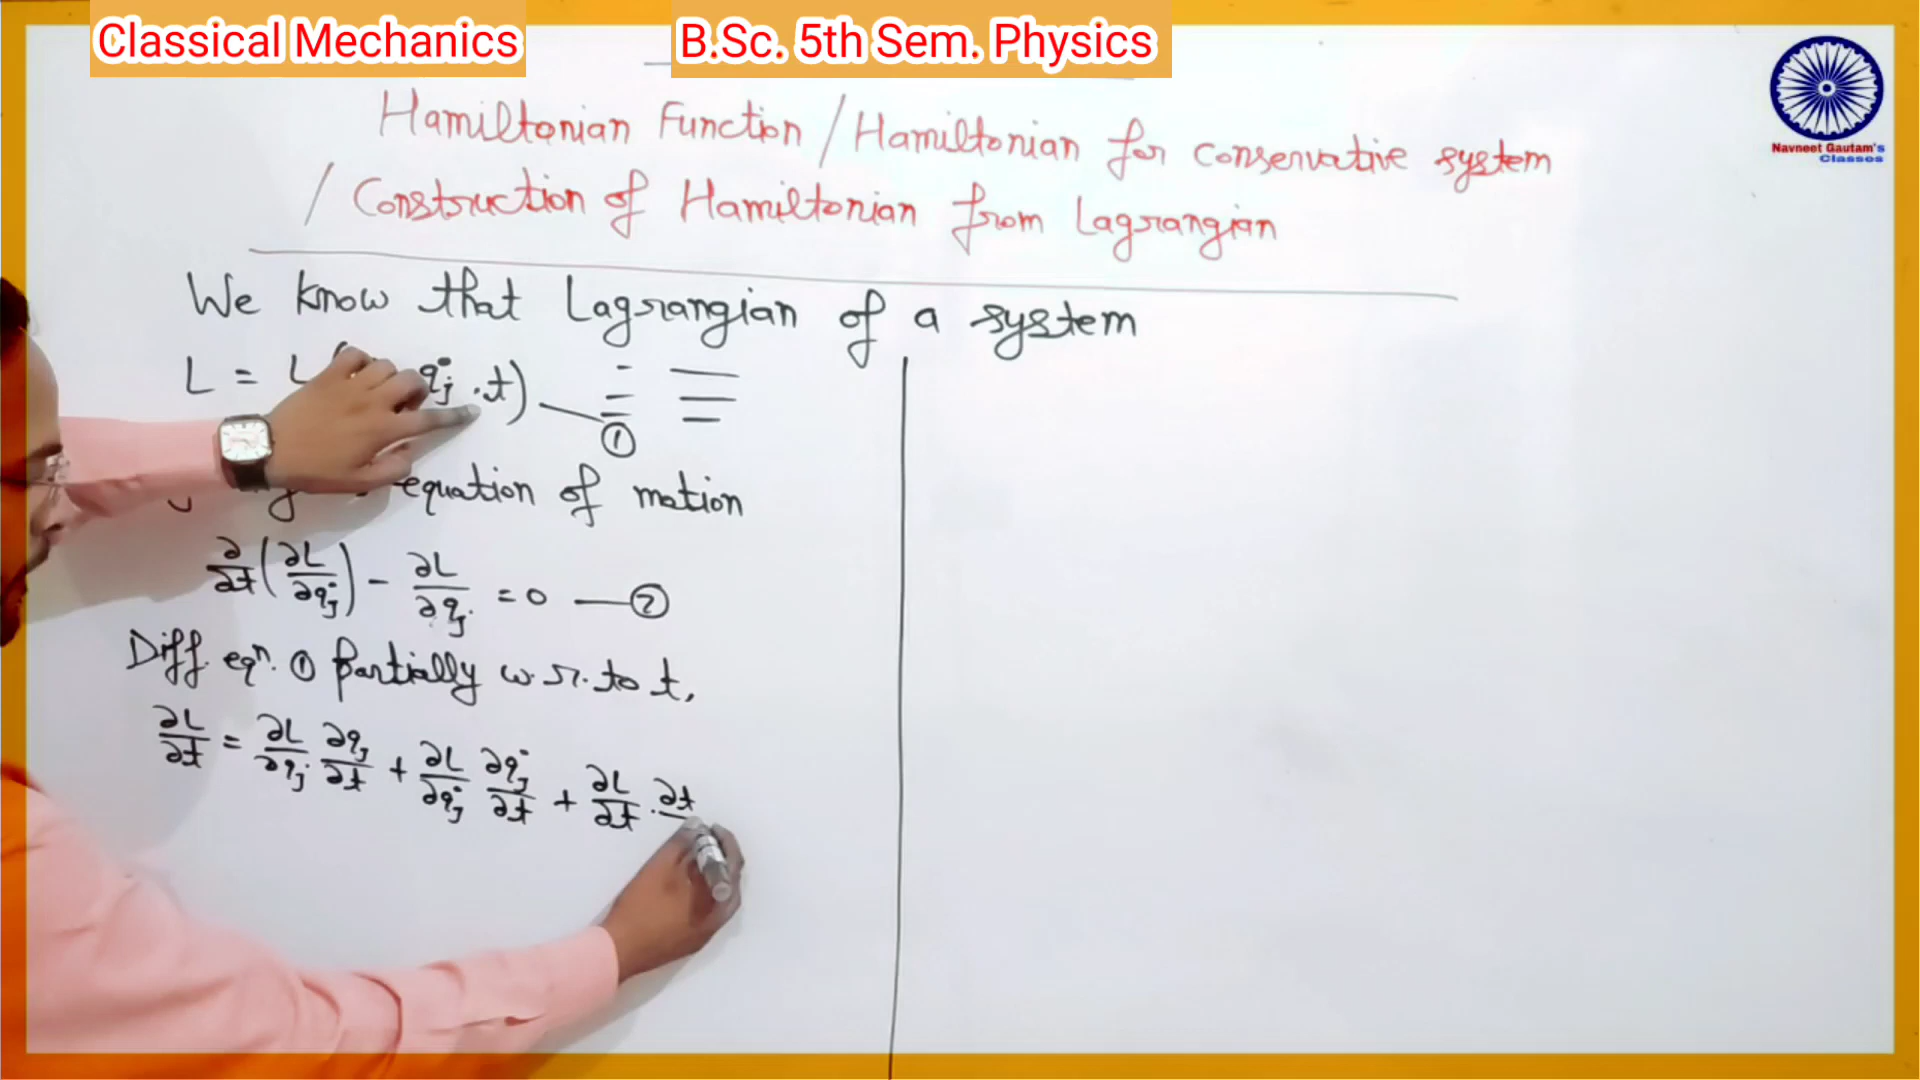 Classical Mechanics
B.Sc. 5th Sem. Physics
Navneet Gautam's
Classes
Hamiltonian Function / Hamiltonian for conservative system
/ Construction of Hamiltonian from Lagrangian
We know that Lagrangian of a system
L = L ( q̇j . t) — ①
equation of motion
∂/∂t (∂L/∂q̇j) - ∂L/∂qj = 0 — ②
Diff. eqⁿ. ① partially w.r.to t,
∂L/∂t = ∂L/∂qj ∂qj/∂t + ∂L/∂q̇j ∂q̇j/∂t + ∂L/∂t . ∂t